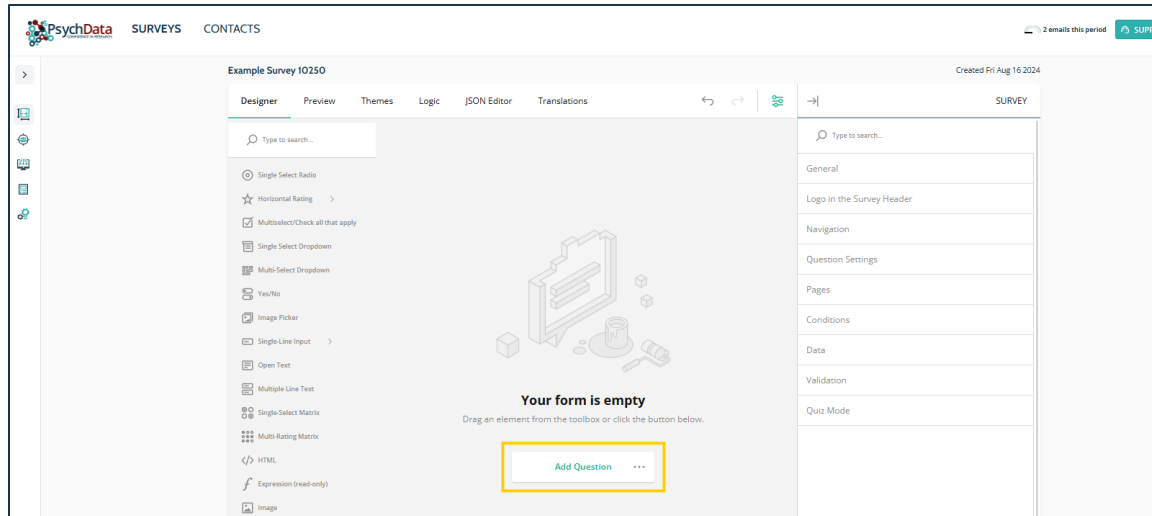 PsychData
CONFIDENCE IN RESEARCH
SURVEYS
CONTACTS
2 emails this period
SUPP
Example Survey 10250
Created Fri Aug 16 2024
Designer
Preview
Themes
Logic
JSON Editor
Translations
SURVEY
Type to search...
Single Select Radio
Horizontal Rating
Multiselect/Check all that apply
Single Select Dropdown
Multi-Select Dropdown
Yes/No
Image Picker
Single-Line Input
Open Text
Multiple Line Text
Single-Select Matrix
Multi-Rating Matrix
HTML
Expression (read-only)
Image
Your form is empty
Drag an element from the toolbox or click the button below.
Add Question
Type to search...
General
Logo in the Survey Header
Navigation
Question Settings
Pages
Conditions
Data
Validation
Quiz Mode